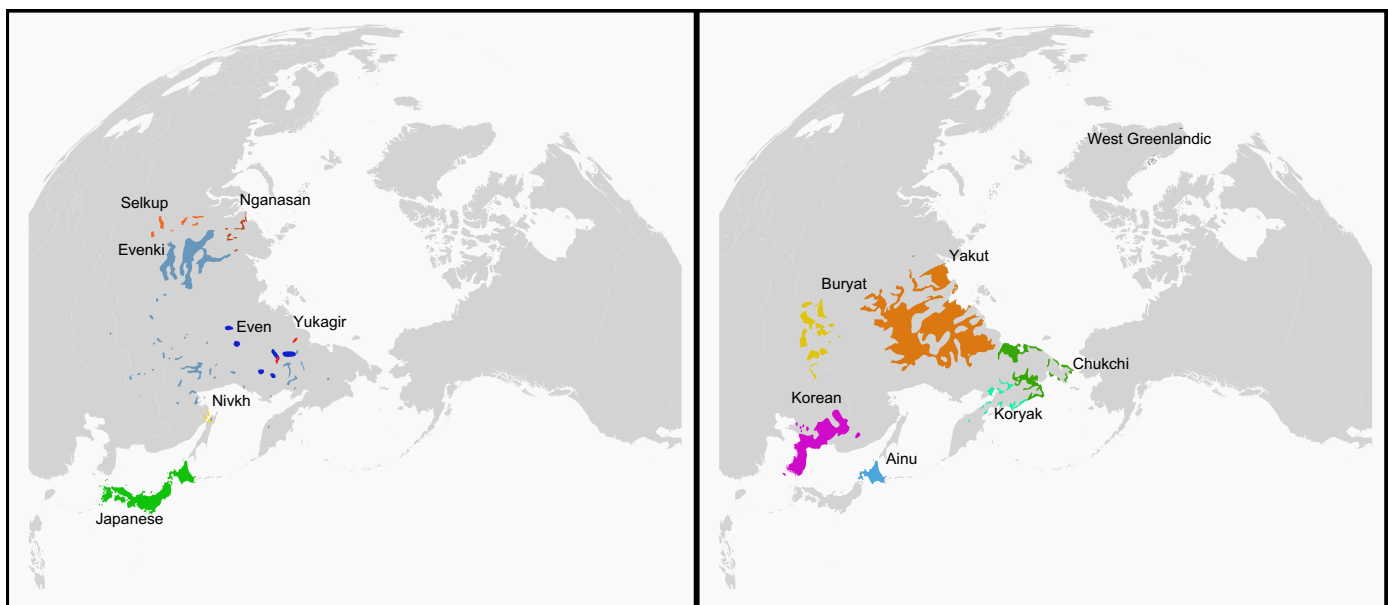 Selkup
Nganasan
Evenki
Even
Yukagir
Nivkh
Japanese
West Greenlandic
Yakut
Buryat
Chukchi
Korean
Koryak
Ainu